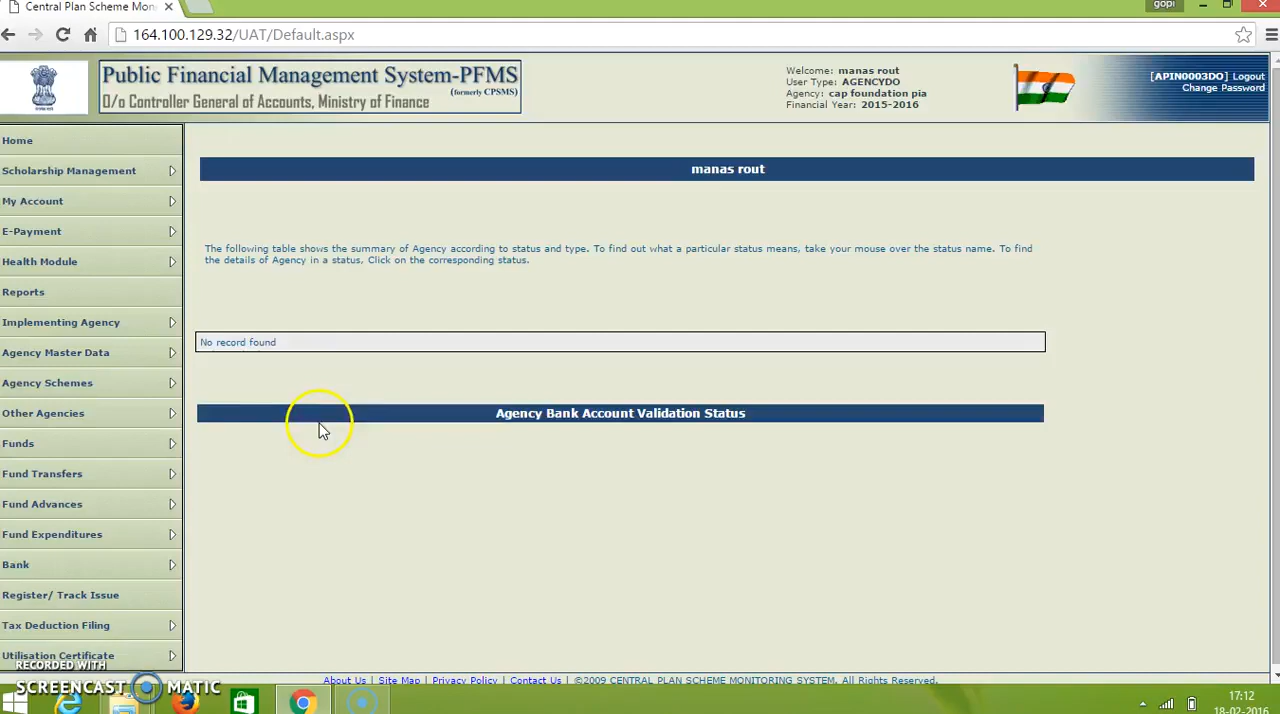 Central Plan Scheme Mon
gopi
164.100.129.32/UAT/Default.aspx
Public Financial Management System-PFMS
(formerly CPSMS)
O/o Controller General of Accounts, Ministry of Finance
Welcome: manas rout
User Type: AGENCYDO
Agency: cap foundation pia
Financial Year: 2015-2016
[APIN0003DO] Logout
Change Password
Home
Scholarship Management
My Account
E-Payment
Health Module
Reports
Implementing Agency
Agency Master Data
Agency Schemes
Other Agencies
Funds
Fund Transfers
Fund Advances
Fund Expenditures
Bank
Register/ Track Issue
Tax Deduction Filing
Utilisation Certificate
manas rout
The following table shows the summary of Agency according to status and type. To find out what a particular status means, take your mouse over the status name. To find
the details of Agency in a status, Click on the corresponding status.
No record found
Agency Bank Account Validation Status
About Us | Site Map | Privacy Policy | Contact Us | ©2009 CENTRAL PLAN SCHEME MONITORING SYSTEM. All Rights Reserved.
RECORDED WITH
SCREENCAST MATIC
17:12
18-02-2016